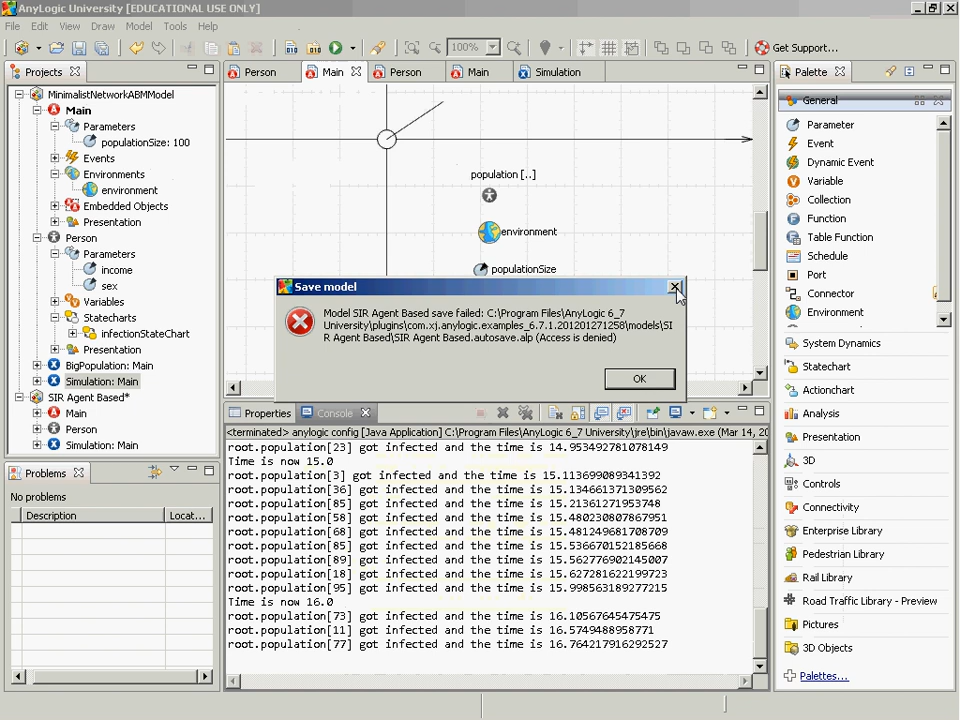 AnyLogic University [EDUCATIONAL USE ONLY]
File Edit View Draw Model Tools Help
100% Get Support...
Projects
MinimalistNetworkABMModel
Main
Parameters
populationSize: 100
Events
Environments
environment
Embedded Objects
Presentation
Person
Parameters
income
sex
Variables
Statecharts
infectionStateChart
Presentation
BigPopulation: Main
Simulation: Main
SIR Agent Based*
Main
Person
Simulation: Main
Problems
No problems
Description Locat...
Person Main Person Main Simulation
population [..]
environment
populationSize
Save model
Model SIR Agent Based save failed: C:\Program Files\AnyLogic 6_7
University\plugins\com.xj.anylogic.examples_6.7.1.201201271258\models\SI
R Agent Based\SIR Agent Based.autosave.alp (Access is denied)
OK
Properties Console
<terminated> anylogic config [Java Application] C:\Program Files\AnyLogic 6_7 University\jre\bin\javaw.exe (Mar 14, 20
root.population[23] got infected and the time is 14.953492781078149
Time is now 15.0
root.population[3] got infected and the time is 15.113699089341392
root.population[36] got infected and the time is 15.134661371309562
root.population[85] got infected and the time is 15.21361271953748
root.population[58] got infected and the time is 15.480230807867951
root.population[68] got infected and the time is 15.481249681708709
root.population[85] got infected and the time is 15.536670152185668
root.population[89] got infected and the time is 15.562776902145007
root.population[18] got infected and the time is 15.627281622199723
root.population[95] got infected and the time is 15.998563189277215
Time is now 16.0
root.population[73] got infected and the time is 16.10567645475475
root.population[11] got infected and the time is 16.5749488958771
root.population[77] got infected and the time is 16.764217916292527
Palette
General
Parameter
Event
Dynamic Event
Variable
Collection
Function
Table Function
Schedule
Port
Connector
Environment
System Dynamics
Statechart
Actionchart
Analysis
Presentation
3D
Controls
Connectivity
Enterprise Library
Pedestrian Library
Rail Library
Road Traffic Library - Preview
Pictures
3D Objects
Palettes...